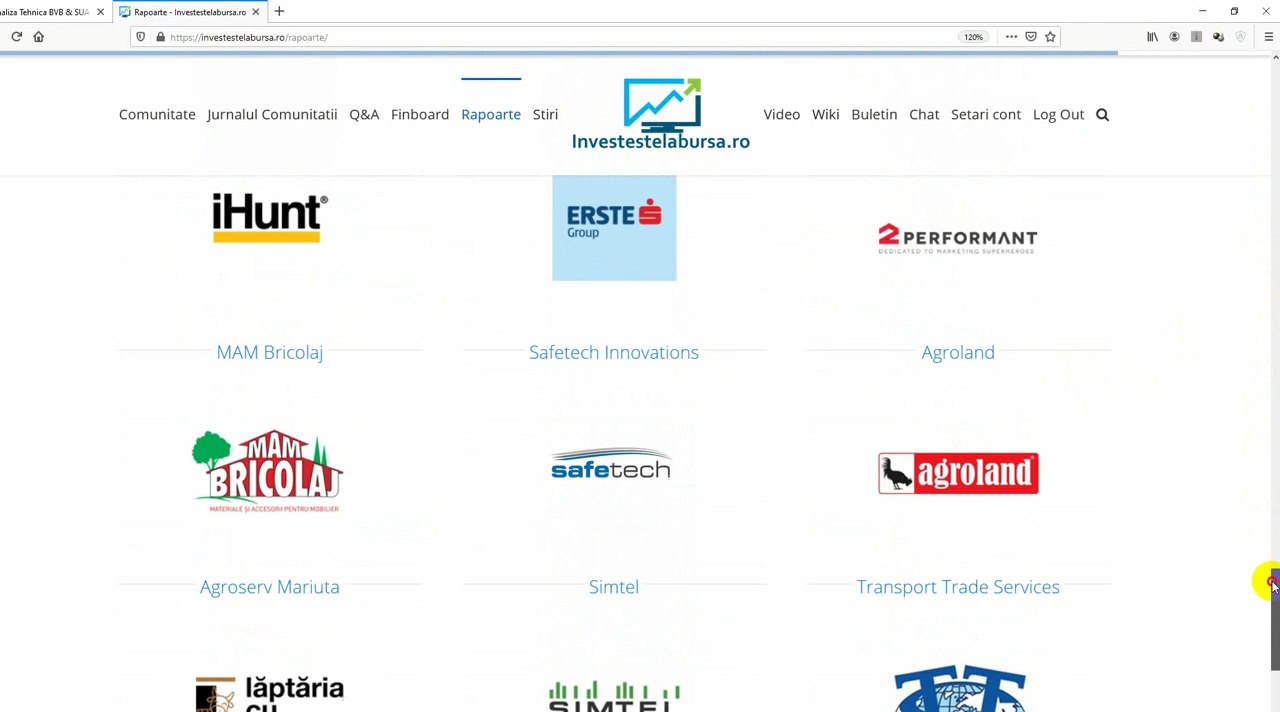 naliza Tehnica BVB & SUA
Rapoarte - Investestelabursa.ro
https://investestelabursa.ro/rapoarte/
120%
Comunitate Jurnalul Comunitatii Q&A Finboard Rapoarte Stiri
Investestelabursa.ro
Video Wiki Buletin Chat Setari cont Log Out
iHunt®
ERSTE
Group
2PERFORMANT
DEDICATED TO MARKETING SUPERHEROES
MAM Bricolaj
Safetech Innovations
Agroland
MAM
BRICOLAJ
MATERIALE ȘI ACCESORII PENTRU MOBILIER
safetech
agroland
Agroserv Mariuta
Simtel
Transport Trade Services
lăptăria
cu
SIMTEL
TT